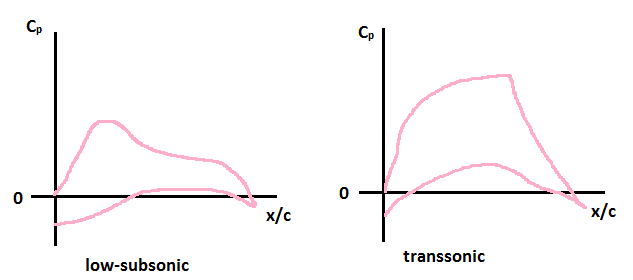 Cp
0
x/c
low-subsonic
Cp
0
x/c
transsonic